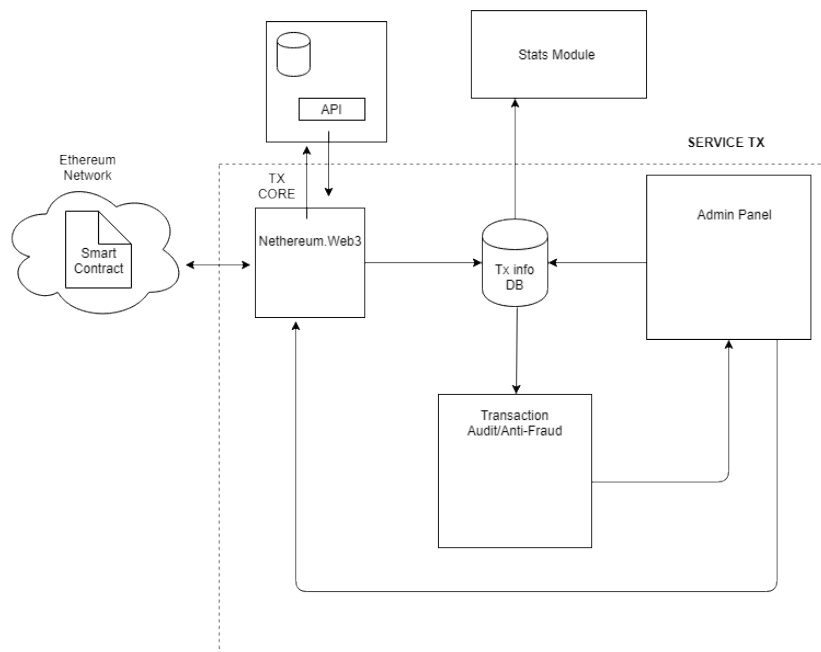 Stats Module
API
SERVICE TX
Ethereum
Network
TX
CORE
Admin Panel
Nethereum.Web3
Smart
Contract
Tx info
DB
Transaction
Audit/Anti-Fraud